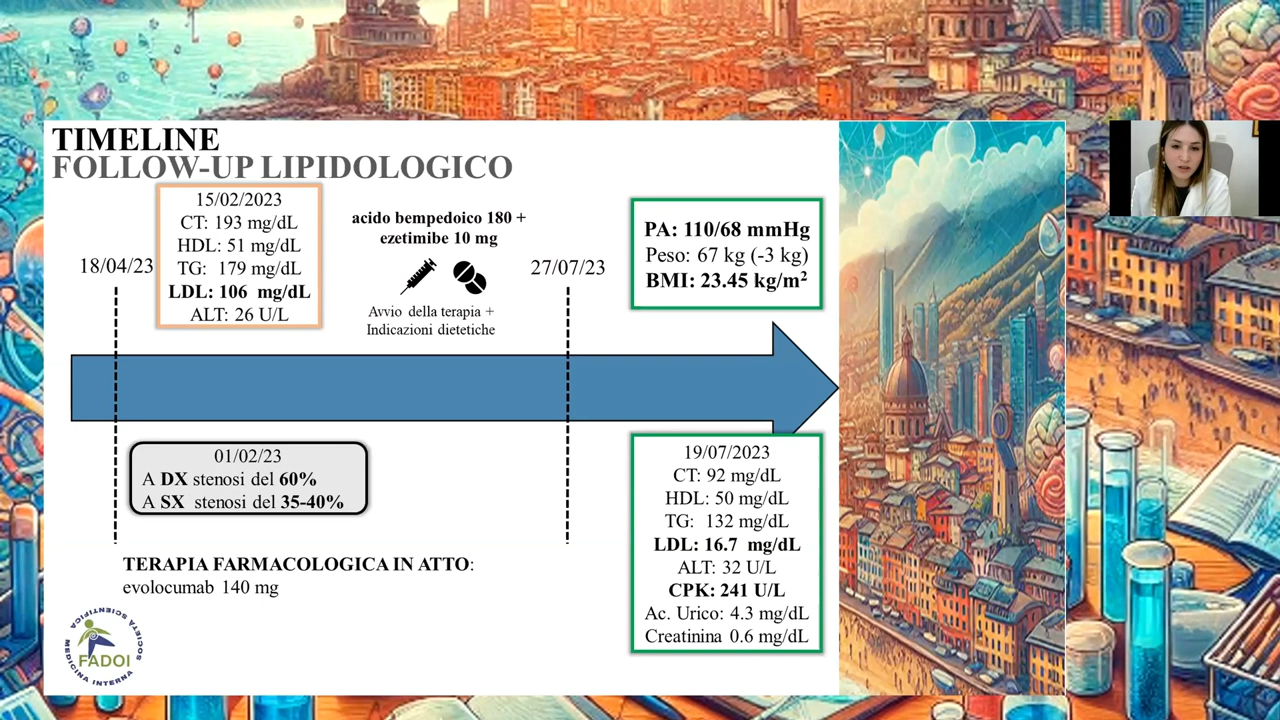 TIMELINE
FOLLOW-UP LIPIDOLOGICO
18/04/23
15/02/2023
CT: 193 mg/dL
HDL: 51 mg/dL
TG: 179 mg/dL
LDL: 106 mg/dL
ALT: 26 U/L
acido bempedoico 180 +
ezetimibe 10 mg
Avvio della terapia +
Indicazioni dietetiche
27/07/23
PA: 110/68 mmHg
Peso: 67 kg (-3 kg)
BMI: 23.45 kg/m²
01/02/23
A DX stenosi del 60%
A SX stenosi del 35-40%
TERAPIA FARMACOLOGICA IN ATTO:
evolocumab 140 mg
19/07/2023
CT: 92 mg/dL
HDL: 50 mg/dL
TG: 132 mg/dL
LDL: 16.7 mg/dL
ALT: 32 U/L
CPK: 241 U/L
Ac. Urico: 4.3 mg/dL
Creatinina 0.6 mg/dL
SOCIETÀ SCIENTIFICA
MEDICINA INTERNA
FADOI